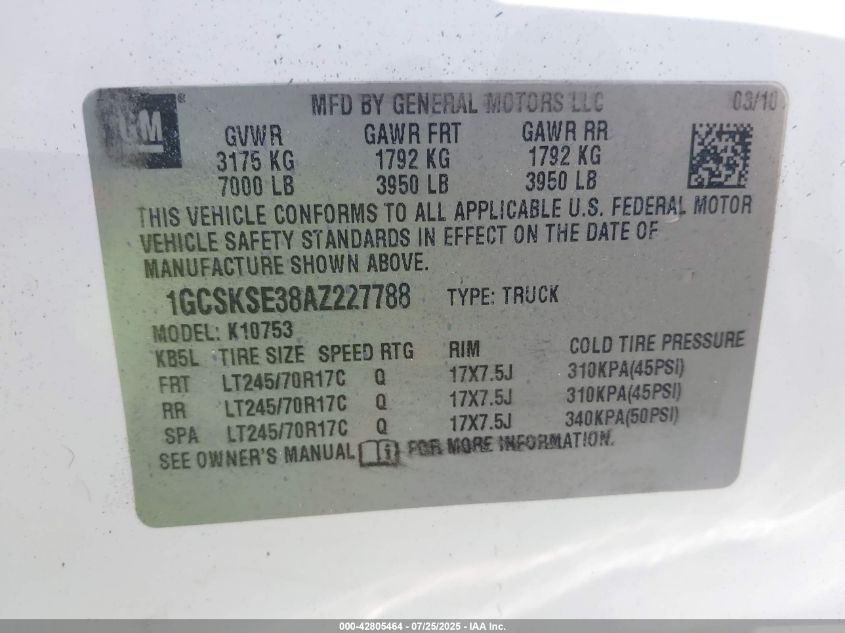 GM ®
MFD BY GENERAL MOTORS LLC 03/10
GVWR GAWR FRT GAWR RR
3175 KG 1792 KG 1792 KG
7000 LB 3950 LB 3950 LB
THIS VEHICLE CONFORMS TO ALL APPLICABLE U.S. FEDERAL MOTOR
VEHICLE SAFETY STANDARDS IN EFFECT ON THE DATE OF
MANUFACTURE SHOWN ABOVE.
1GCSKSE38AZ227788 TYPE: TRUCK
MODEL: K10753
KB5L TIRE SIZE SPEED RTG RIM COLD TIRE PRESSURE
FRT LT245/70R17C Q 17X7.5J 310KPA(45PSI)
RR LT245/70R17C Q 17X7.5J 310KPA(45PSI)
SPA LT245/70R17C Q 17X7.5J 340KPA(50PSI)
SEE OWNER'S MANUAL i FOR MORE INFORMATION.
000-42805464 - 07/25/2025 - IAA Inc.